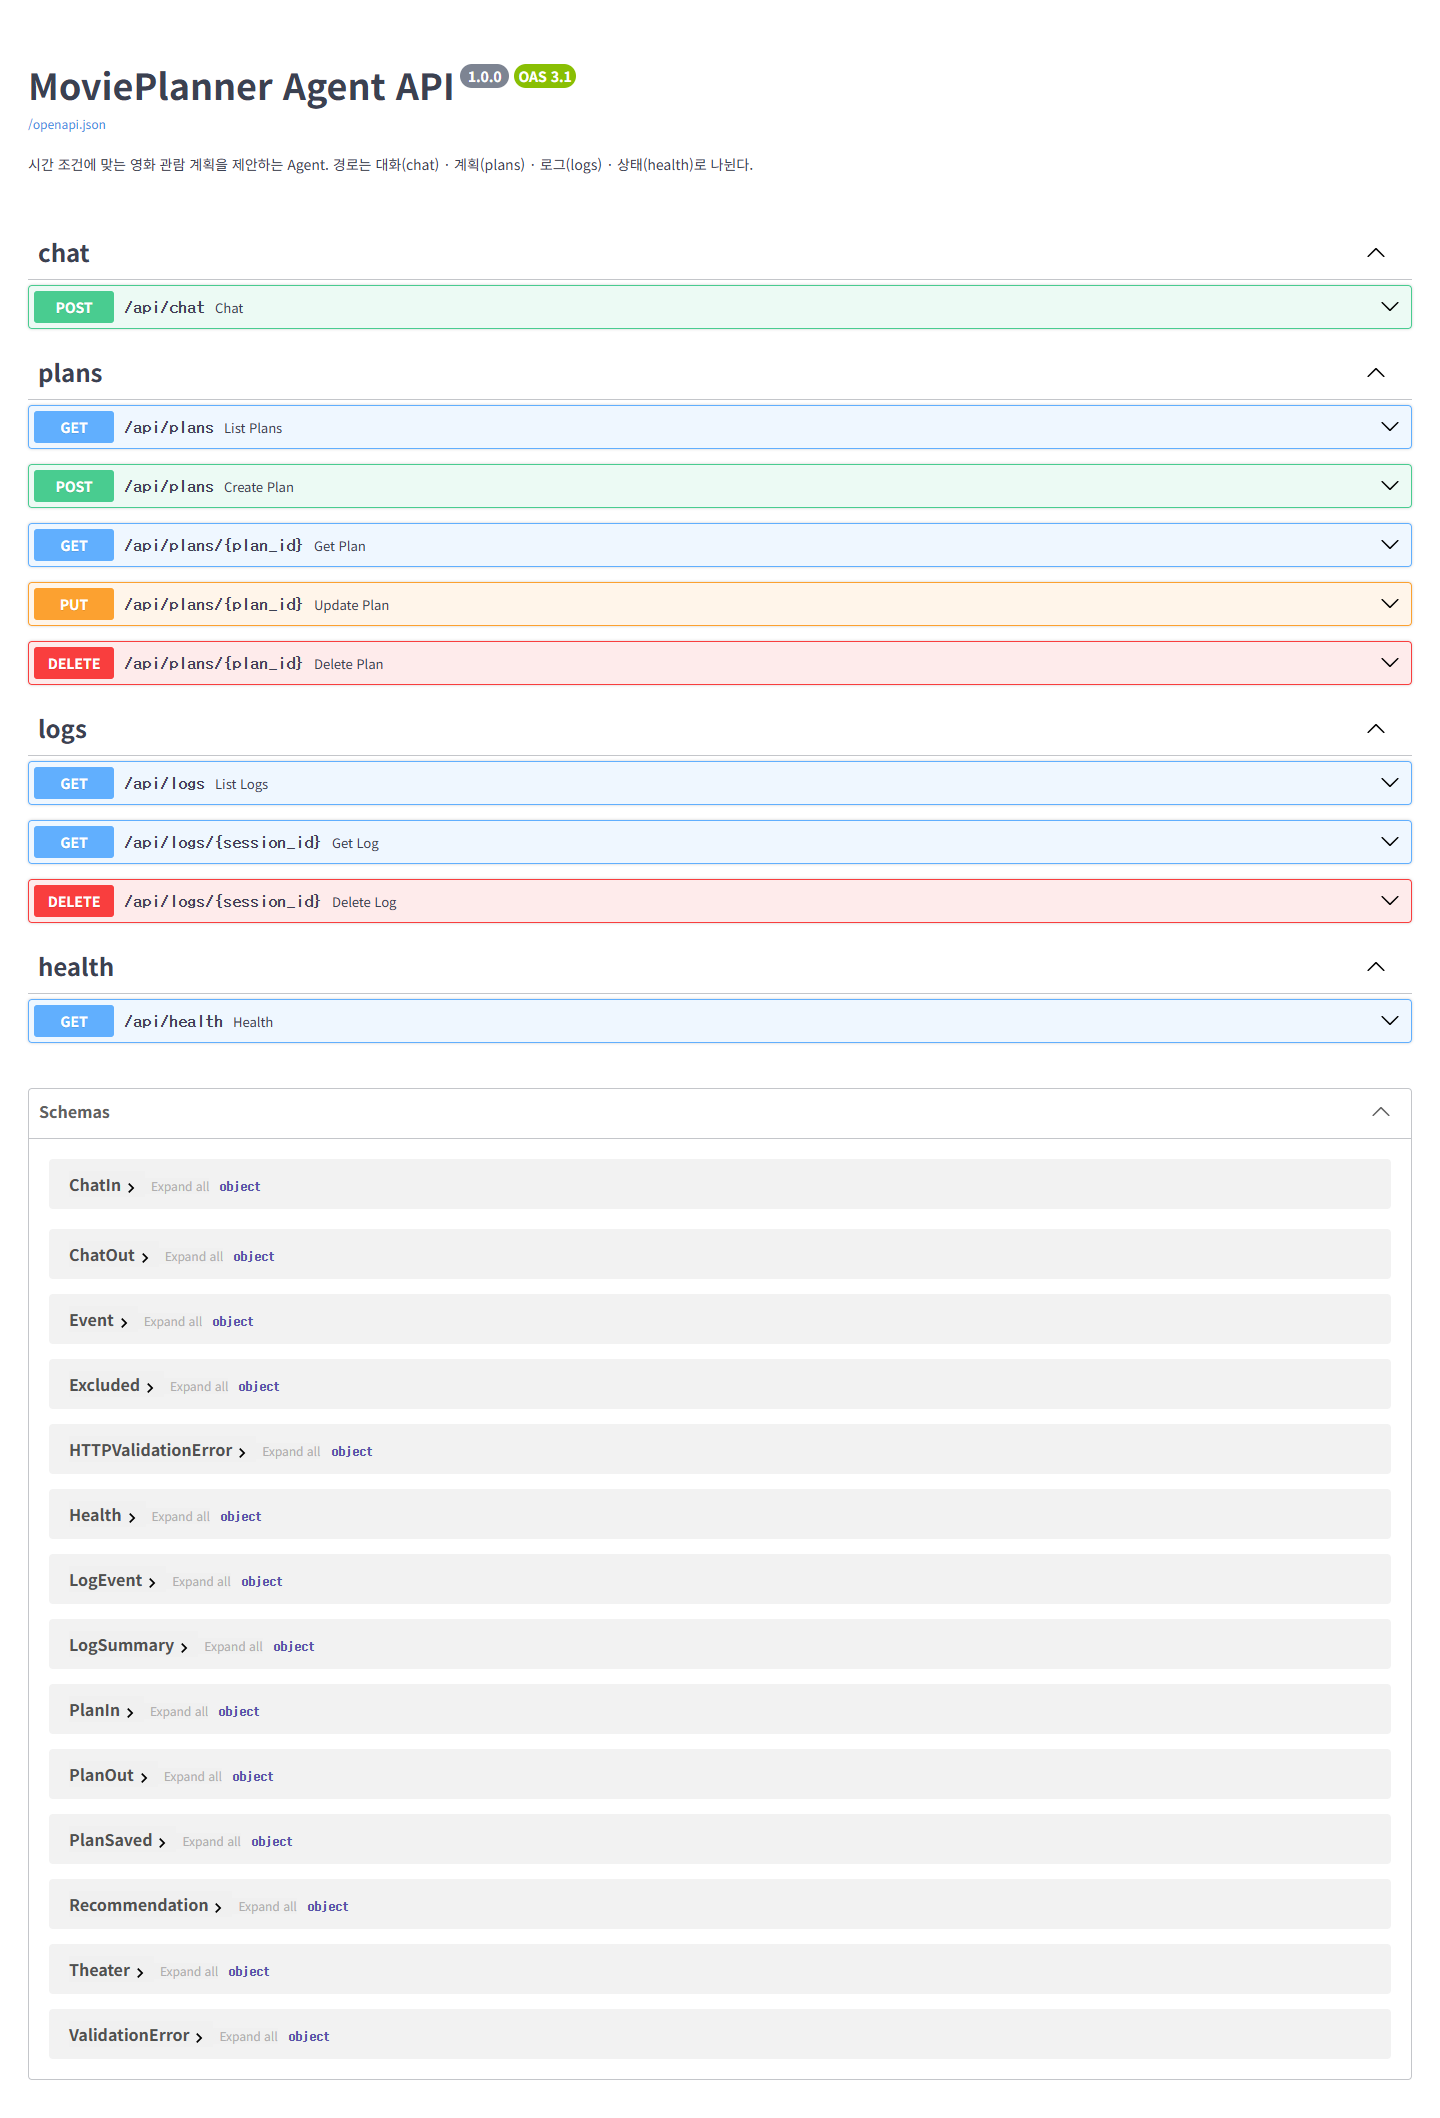 MoviePlanner Agent API 1.0.0 OAS 3.1
/openapi.json
시간 조건에 맞는 영화 관람 계획을 제안하는 Agent. 경로는 대화(chat) · 계획(plans) · 로그(logs) · 상태(health)로 나뉜다.
chat
POST /api/chat Chat
plans
GET /api/plans List Plans
POST /api/plans Create Plan
GET /api/plans/{plan_id} Get Plan
PUT /api/plans/{plan_id} Update Plan
DELETE /api/plans/{plan_id} Delete Plan
logs
GET /api/logs List Logs
GET /api/logs/{session_id} Get Log
DELETE /api/logs/{session_id} Delete Log
health
GET /api/health Health
Schemas
ChatIn Expand all object
ChatOut Expand all object
Event Expand all object
Excluded Expand all object
HTTPValidationError Expand all object
Health Expand all object
LogEvent Expand all object
LogSummary Expand all object
PlanIn Expand all object
PlanOut Expand all object
PlanSaved Expand all object
Recommendation Expand all object
Theater Expand all object
ValidationError Expand all object